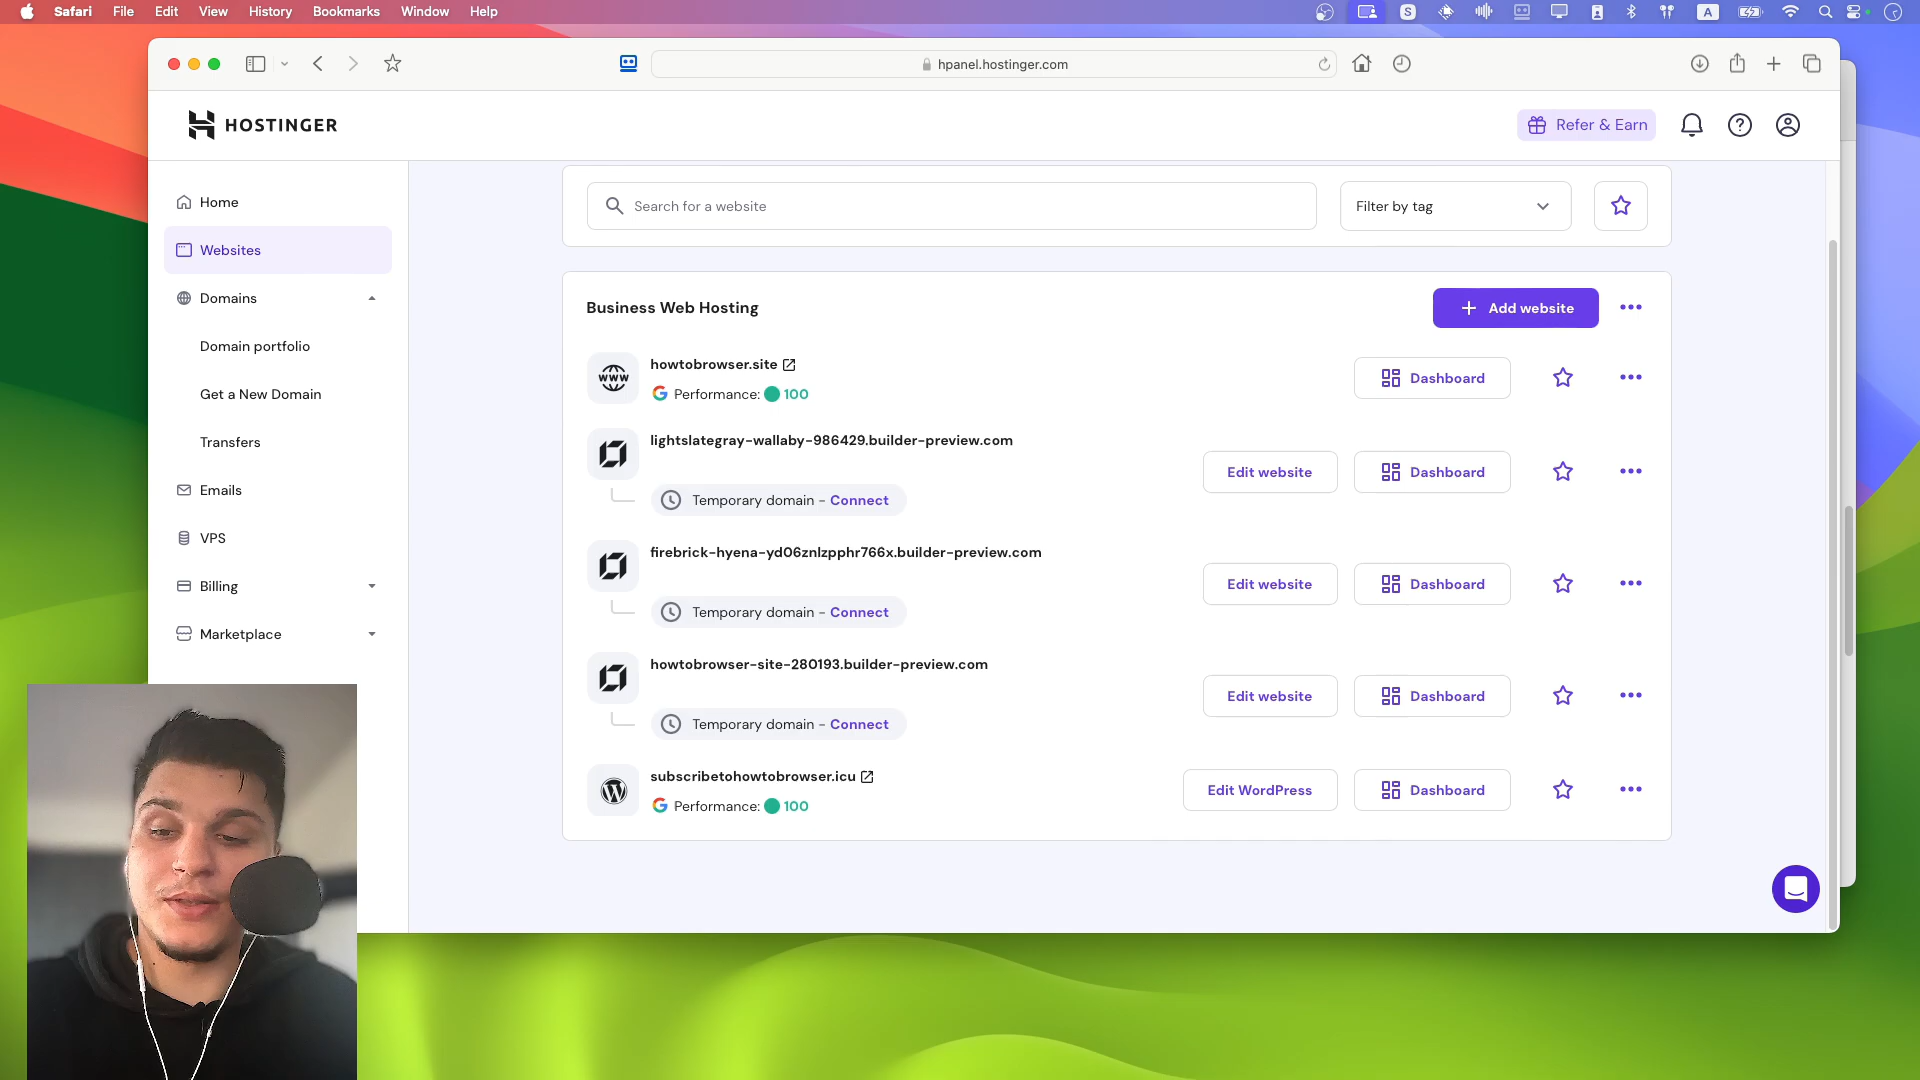 Safari File Edit View History Bookmarks Window Help
S
A
hpanel.hostinger.com
HOSTINGER
Refer & Earn
Home
Websites
Domains
Domain portfolio
Get a New Domain
Transfers
Emails
VPS
Billing
Marketplace
Search for a website
Filter by tag
Business Web Hosting
Add website
www
howtobrowser.site
Performance: 100
Dashboard
lightslategray-wallaby-986429.builder-preview.com
Temporary domain - Connect
Edit website
Dashboard
firebrick-hyena-yd06znlzpphr766x.builder-preview.com
Temporary domain - Connect
Edit website
Dashboard
howtobrowser-site-280193.builder-preview.com
Temporary domain - Connect
Edit website
Dashboard
subscribetohowtobrowser.icu
Performance: 100
Edit WordPress
Dashboard